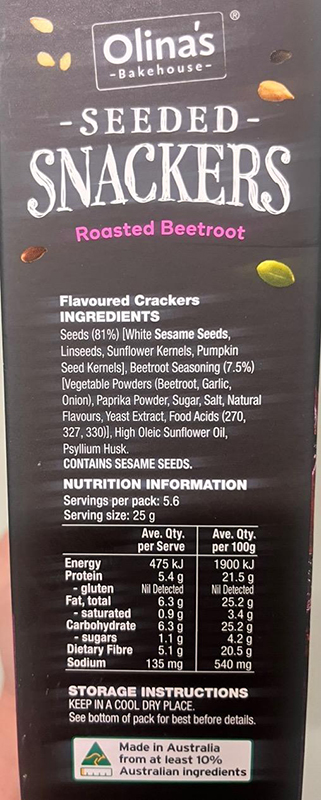 Olina's®
-Bakehouse-
-SEEDED-
SNACKERS
Roasted Beetroot
Flavoured Crackers
INGREDIENTS
Seeds (81%) [White Sesame Seeds,
Linseeds, Sunflower Kernels, Pumpkin
Seed Kernels], Beetroot Seasoning (7.5%)
[Vegetable Powders (Beetroot, Garlic,
Onion), Paprika Powder, Sugar, Salt, Natural
Flavours, Yeast Extract, Food Acids (270,
327, 330)], High Oleic Sunflower Oil,
Psyllium Husk.
CONTAINS SESAME SEEDS.
NUTRITION INFORMATION
Servings per pack: 5.6
Serving size: 25 g
Ave. Qty. per Serve Ave. Qty. per 100g
Energy 475 kJ 1900 kJ
Protein 5.4 g 21.5 g
- gluten Nil Detected Nil Detected
Fat, total 6.3 g 25.2 g
- saturated 0.9 g 3.4 g
Carbohydrate 6.3 g 25.2 g
- sugars 1.1 g 4.2 g
Dietary Fibre 5.1 g 20.5 g
Sodium 135 mg 540 mg
STORAGE INSTRUCTIONS
KEEP IN A COOL DRY PLACE.
See bottom of pack for best before details.
Made in Australia
from at least 10%
Australian ingredients